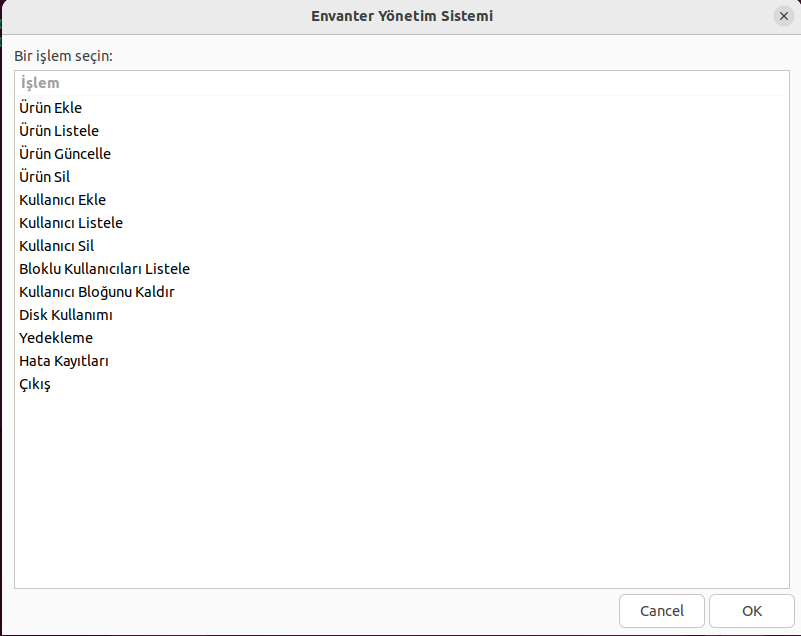 Envanter Yönetim Sistemi
Bir işlem seçin:
İşlem
Ürün Ekle
Ürün Listele
Ürün Güncelle
Ürün Sil
Kullanıcı Ekle
Kullanıcı Listele
Kullanıcı Sil
Bloklu Kullanıcıları Listele
Kullanıcı Bloğunu Kaldır
Disk Kullanımı
Yedekleme
Hata Kayıtları
Çıkış
Cancel OK